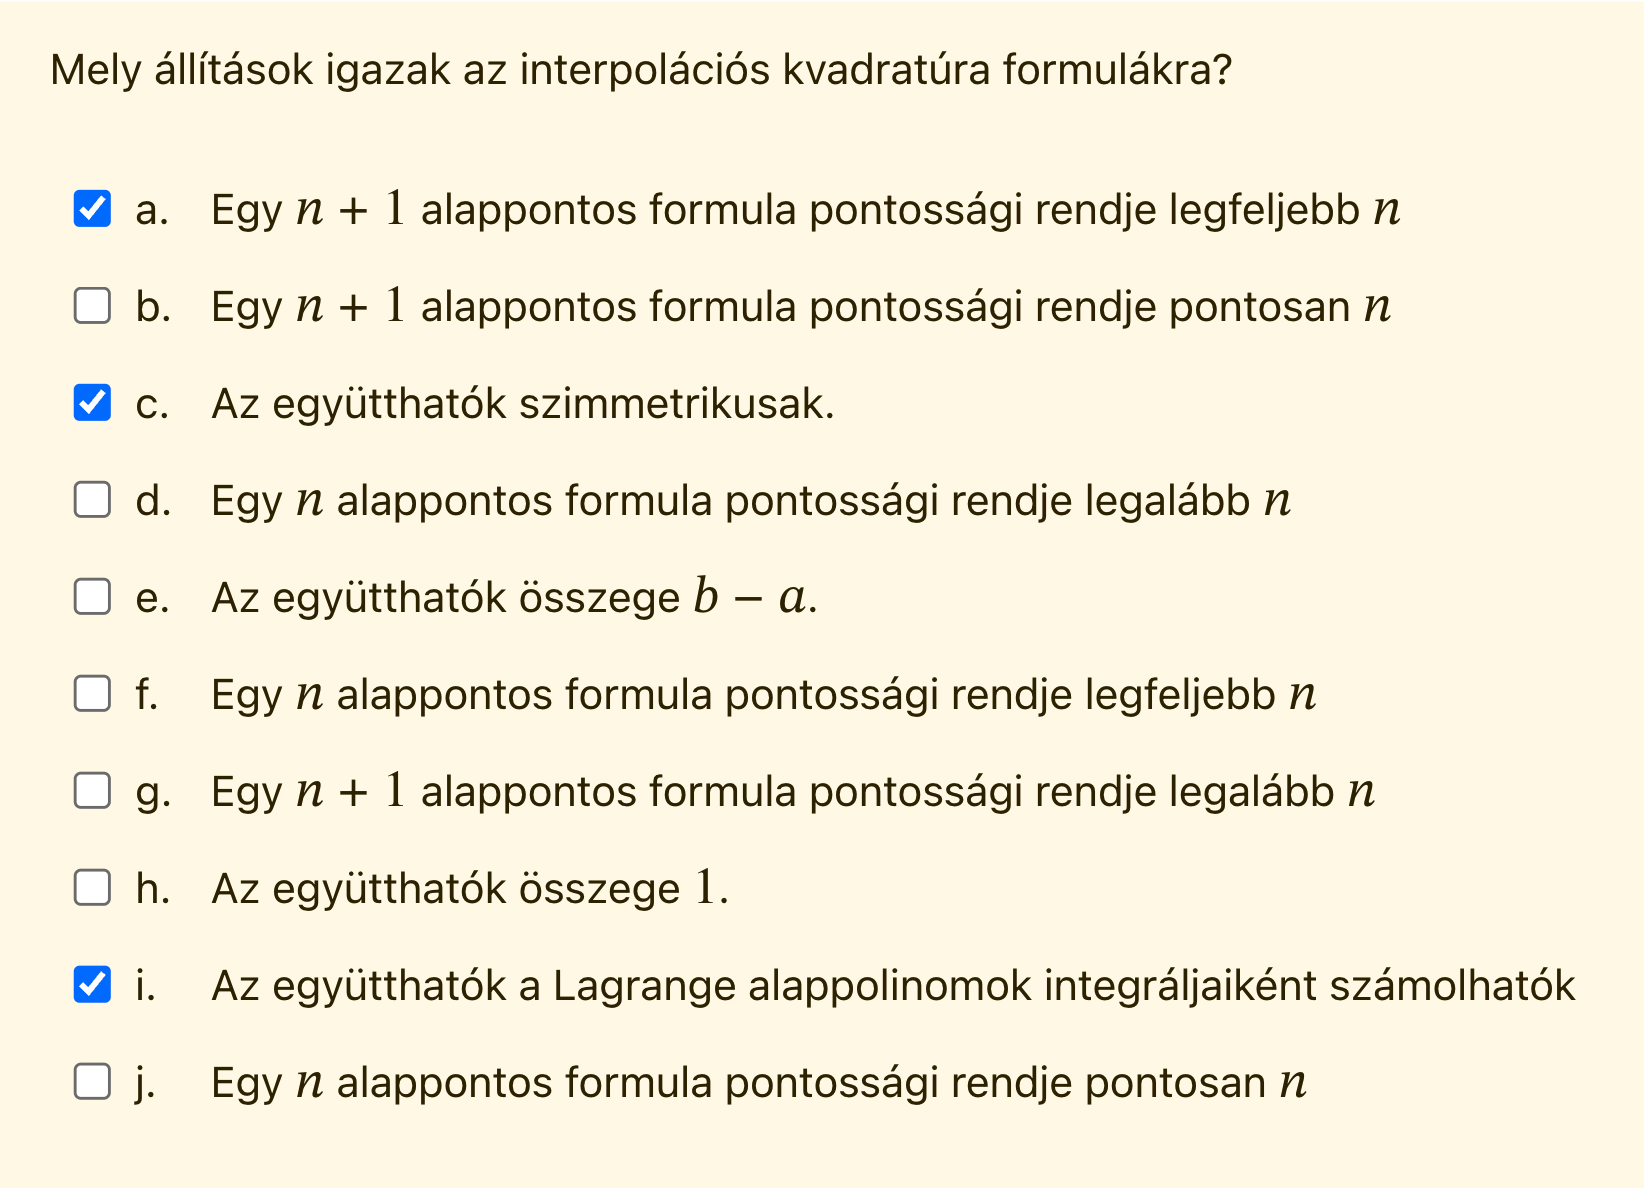 Mely állítások igazak az interpolációs kvadratúra formulákra?
a. Egy n + 1 alappontos formula pontossági rendje legfeljebb n
b. Egy n + 1 alappontos formula pontossági rendje pontosan n
c. Az együtthatók szimmetrikusak.
d. Egy n alappontos formula pontossági rendje legalább n
e. Az együtthatók összege b − a.
f. Egy n alappontos formula pontossági rendje legfeljebb n
g. Egy n + 1 alappontos formula pontossági rendje legalább n
h. Az együtthatók összege 1.
i. Az együtthatók a Lagrange alappolinomok integráljaiként számolhatók
j. Egy n alappontos formula pontossági rendje pontosan n